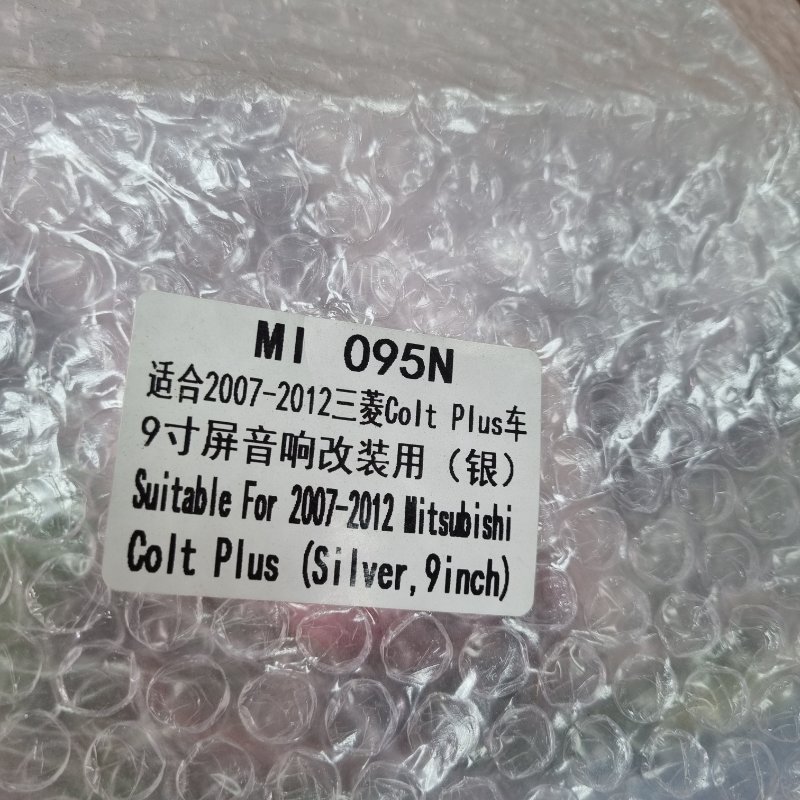 MI 095N
适合2007-2012三菱Colt Plus车
9寸屏音响改装用（银）
Suitable For 2007-2012 Mitsubishi
Colt Plus (Silver, 9inch)